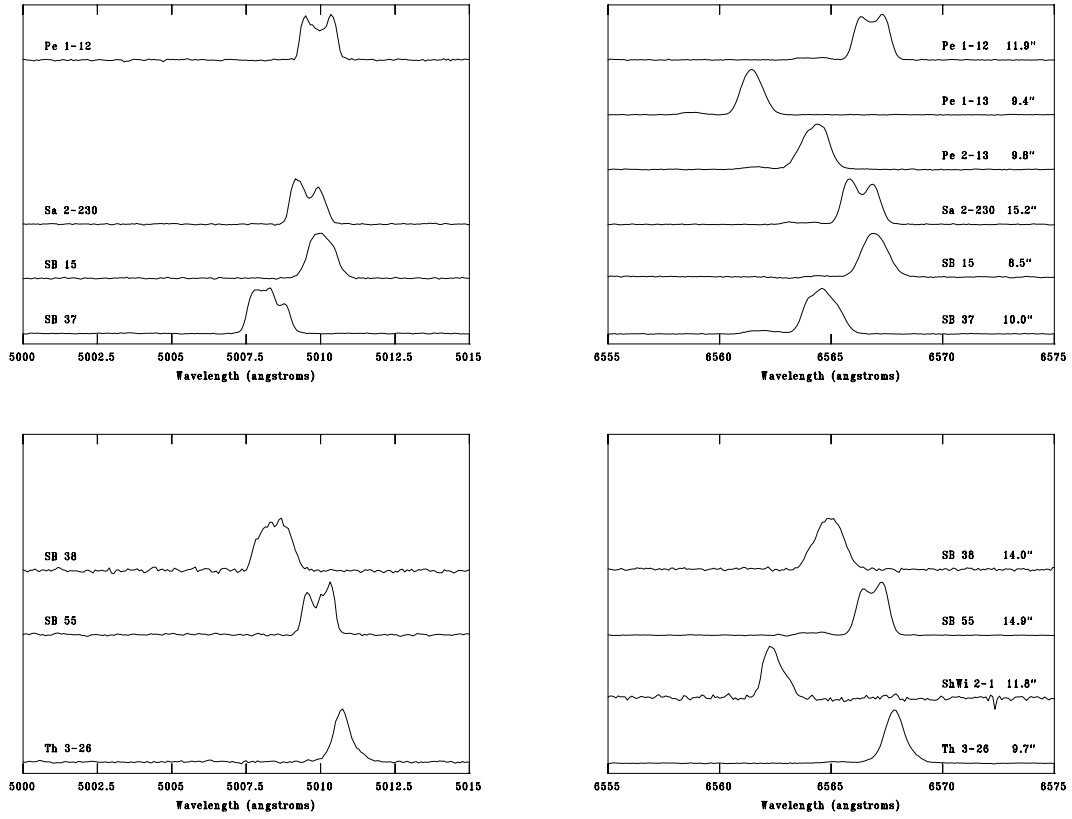 Pe 1-12
Sa 2-230
SB 15
SB 37
5000 5002.5 5005 5007.5 5010 5012.5 5015
Wavelength (angstroms)
Pe 1-12 11.9"
Pe 1-13 9.4"
Pe 2-13 9.8"
Sa 2-230 15.2"
SB 15 8.5"
SB 37 10.0"
6555 6560 6565 6570 6575
Wavelength (angstroms)
SB 38
SB 55
Th 3-26
5000 5002.5 5005 5007.5 5010 5012.5 5015
Wavelength (angstroms)
SB 38 14.0"
SB 55 14.9"
ShWi 2-1 11.8"
Th 3-26 9.7"
6555 6560 6565 6570 6575
Wavelength (angstroms)